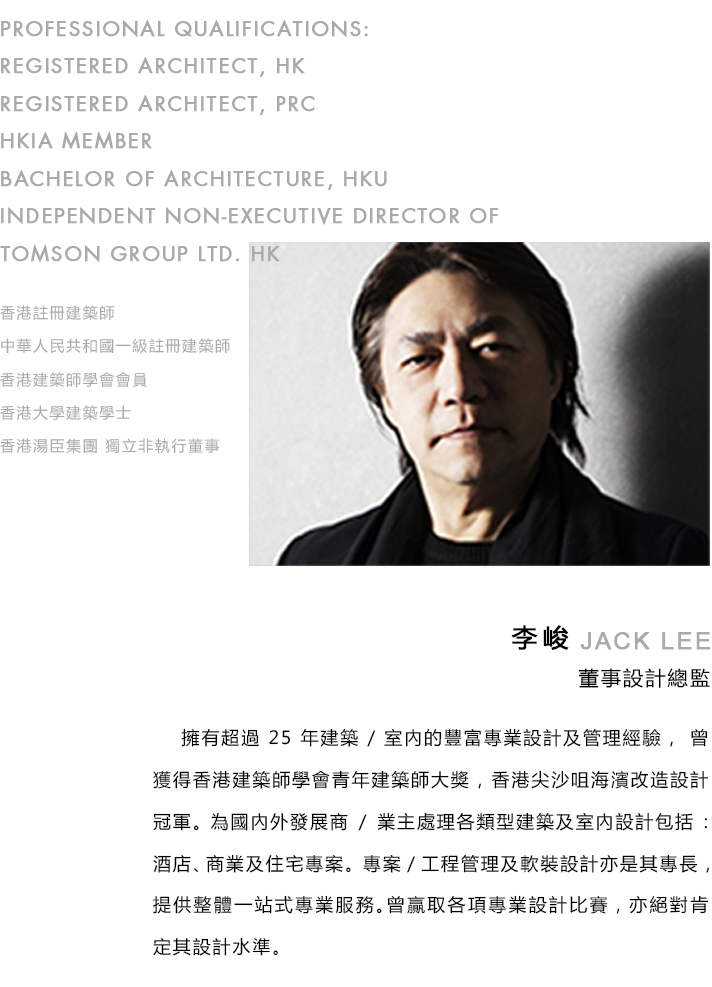 PROFESSIONAL QUALIFICATIONS:
REGISTERED ARCHITECT, HK
REGISTERED ARCHITECT, PRC
HKIA MEMBER
BACHELOR OF ARCHITECTURE, HKU
INDEPENDENT NON-EXECUTIVE DIRECTOR OF
TOMSON GROUP LTD. HK
香港註冊建築師
中華人民共和國一級註冊建築師
香港建築師學會會員
香港大學建築學士
香港湯臣集團 獨立非執行董事
李峻 JACK LEE
董事設計總監
擁有超過 25 年建築 / 室內的豐富專業設計及管理經驗， 曾
獲得香港建築師學會青年建築師大獎，香港尖沙咀海濱改造設計
冠軍。為國內外發展商 / 業主處理各類型建築及室內設計包括：
酒店、商業及住宅專案。專案 / 工程管理及軟裝設計亦是其專長，
提供整體一站式專業服務。曾贏取各項專業設計比賽，亦絕對肯
定其設計水準。